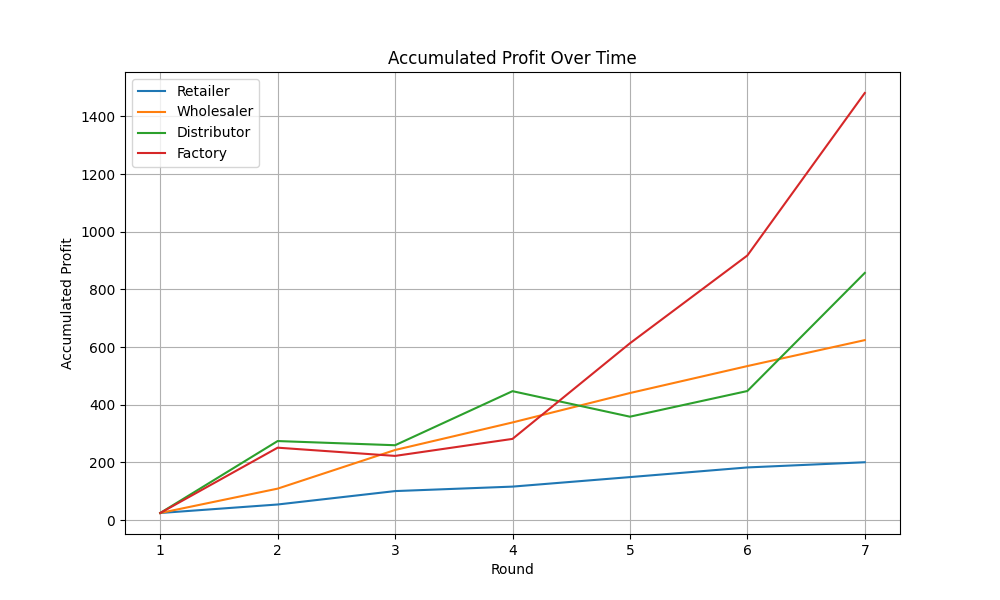 Accumulated Profit Over Time
Retailer
Wholesaler
Distributor
Factory
Accumulated Profit
1400
1200
1000
800
600
400
200
0
1 2 3 4 5 6 7
Round